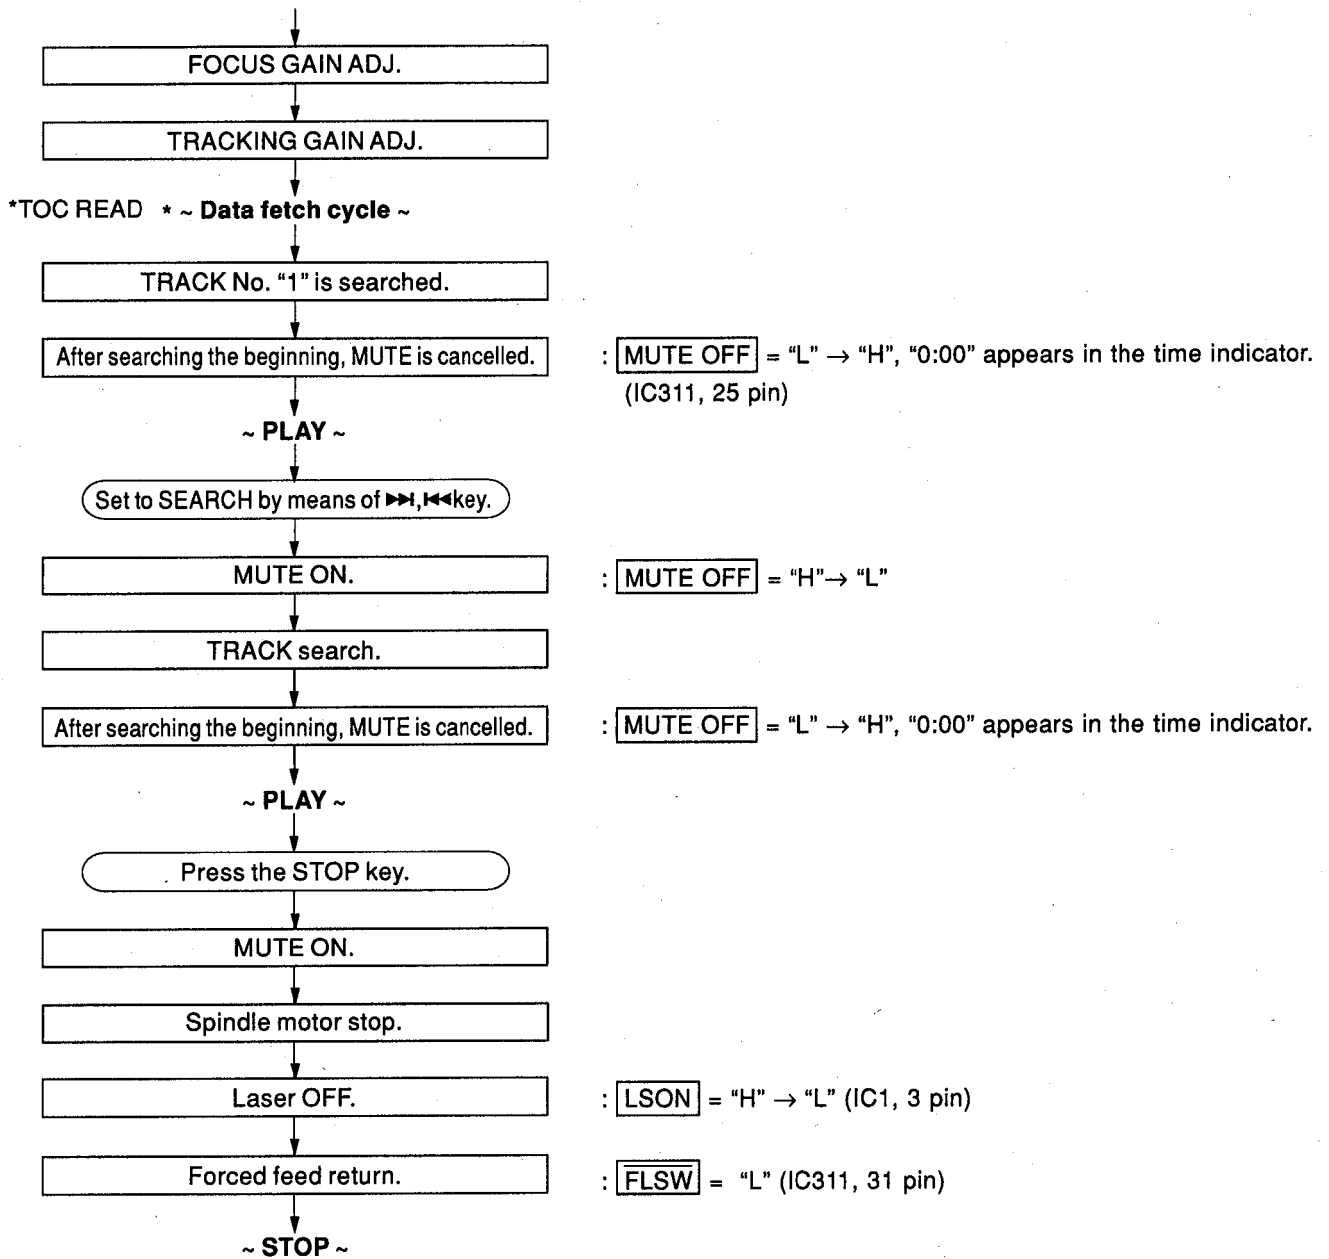 FOCUS GAIN ADJ.
TRACKING GAIN ADJ.
*TOC READ * ~ Data fetch cycle ~
TRACK No. “1” is searched.
After searching the beginning, MUTE is cancelled. : MUTE OFF = “L” → “H”, “0:00” appears in the time indicator.
(IC311, 25 pin)
~ PLAY ~
Set to SEARCH by means of ⏭,⏮key.
MUTE ON. : MUTE OFF = “H”→ “L”
TRACK search.
After searching the beginning, MUTE is cancelled. : MUTE OFF = “L” → “H”, “0:00” appears in the time indicator.
~ PLAY ~
Press the STOP key.
MUTE ON.
Spindle motor stop.
Laser OFF. : LSON = “H” → “L” (IC1, 3 pin)
Forced feed return. : F̅L̅S̅W̅ = “L” (IC311, 31 pin)
~ STOP ~